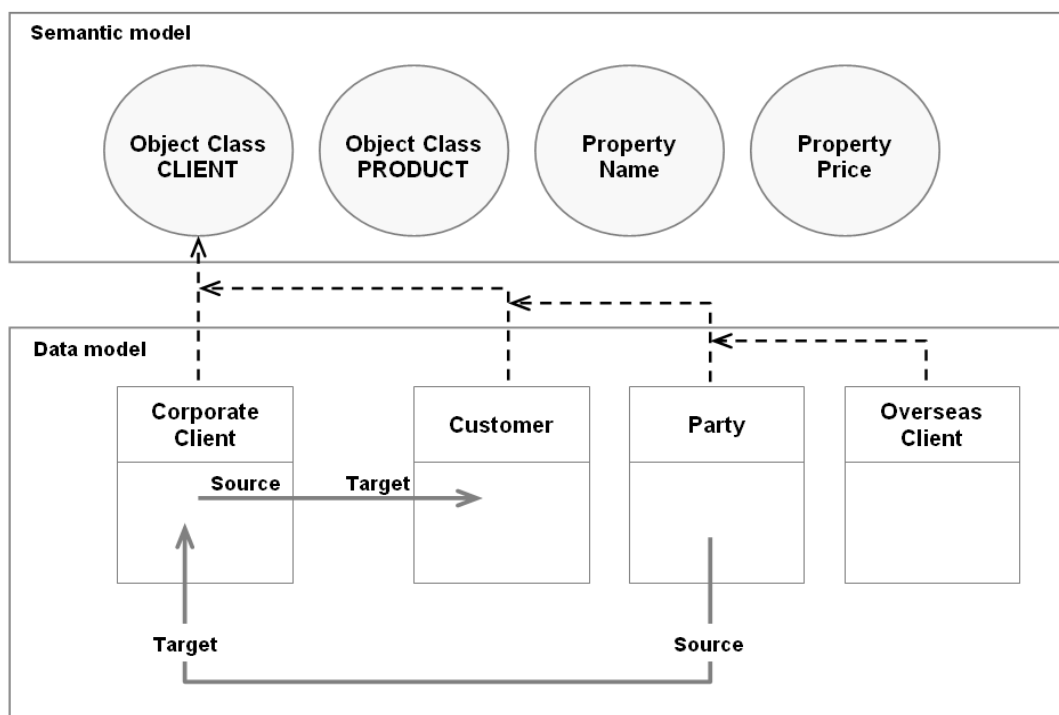 Semantic model
Object Class
CLIENT
Object Class
PRODUCT
Property
Name
Property
Price
Data model
Corporate
Client
Customer
Party
Overseas
Client
Source
Target
Target
Source